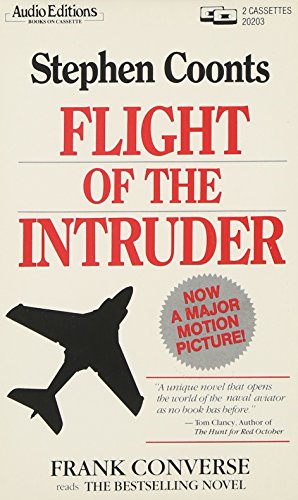 Audio Editions
BOOKS ON CASSETTE
2 CASSETTES
20203
Stephen Coonts
FLIGHT
OF THE
INTRUDER
NOW
A MAJOR
MOTION
PICTURE!
"A unique novel that opens
the world of the naval aviator
as no book has before."
— Tom Clancy, Author of
The Hunt for Red October
FRANK CONVERSE
reads THE BESTSELLING NOVEL